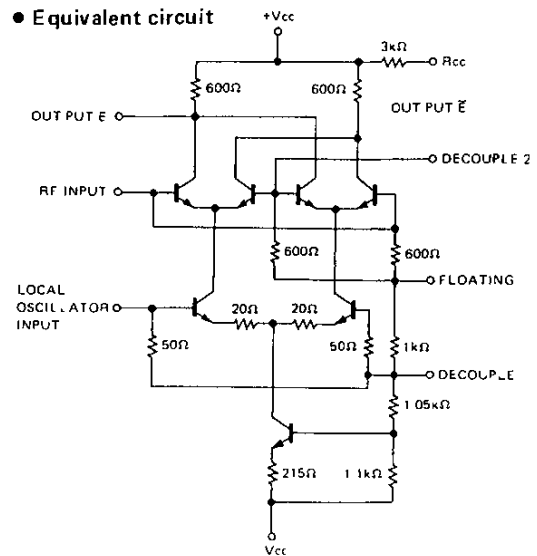 ● Equivalent circuit
+Vcc
3kΩ
Rcc
600Ω
600Ω
OUTPUT E
OUTPUT Ē
DECOUPLE 2
RF INPUT
600Ω
600Ω
FLOATING
LOCAL
OSCILLATOR
INPUT
20Ω
20Ω
50Ω
50Ω
1kΩ
DECOUPLE
1.05kΩ
215Ω
1.1kΩ
Vcc